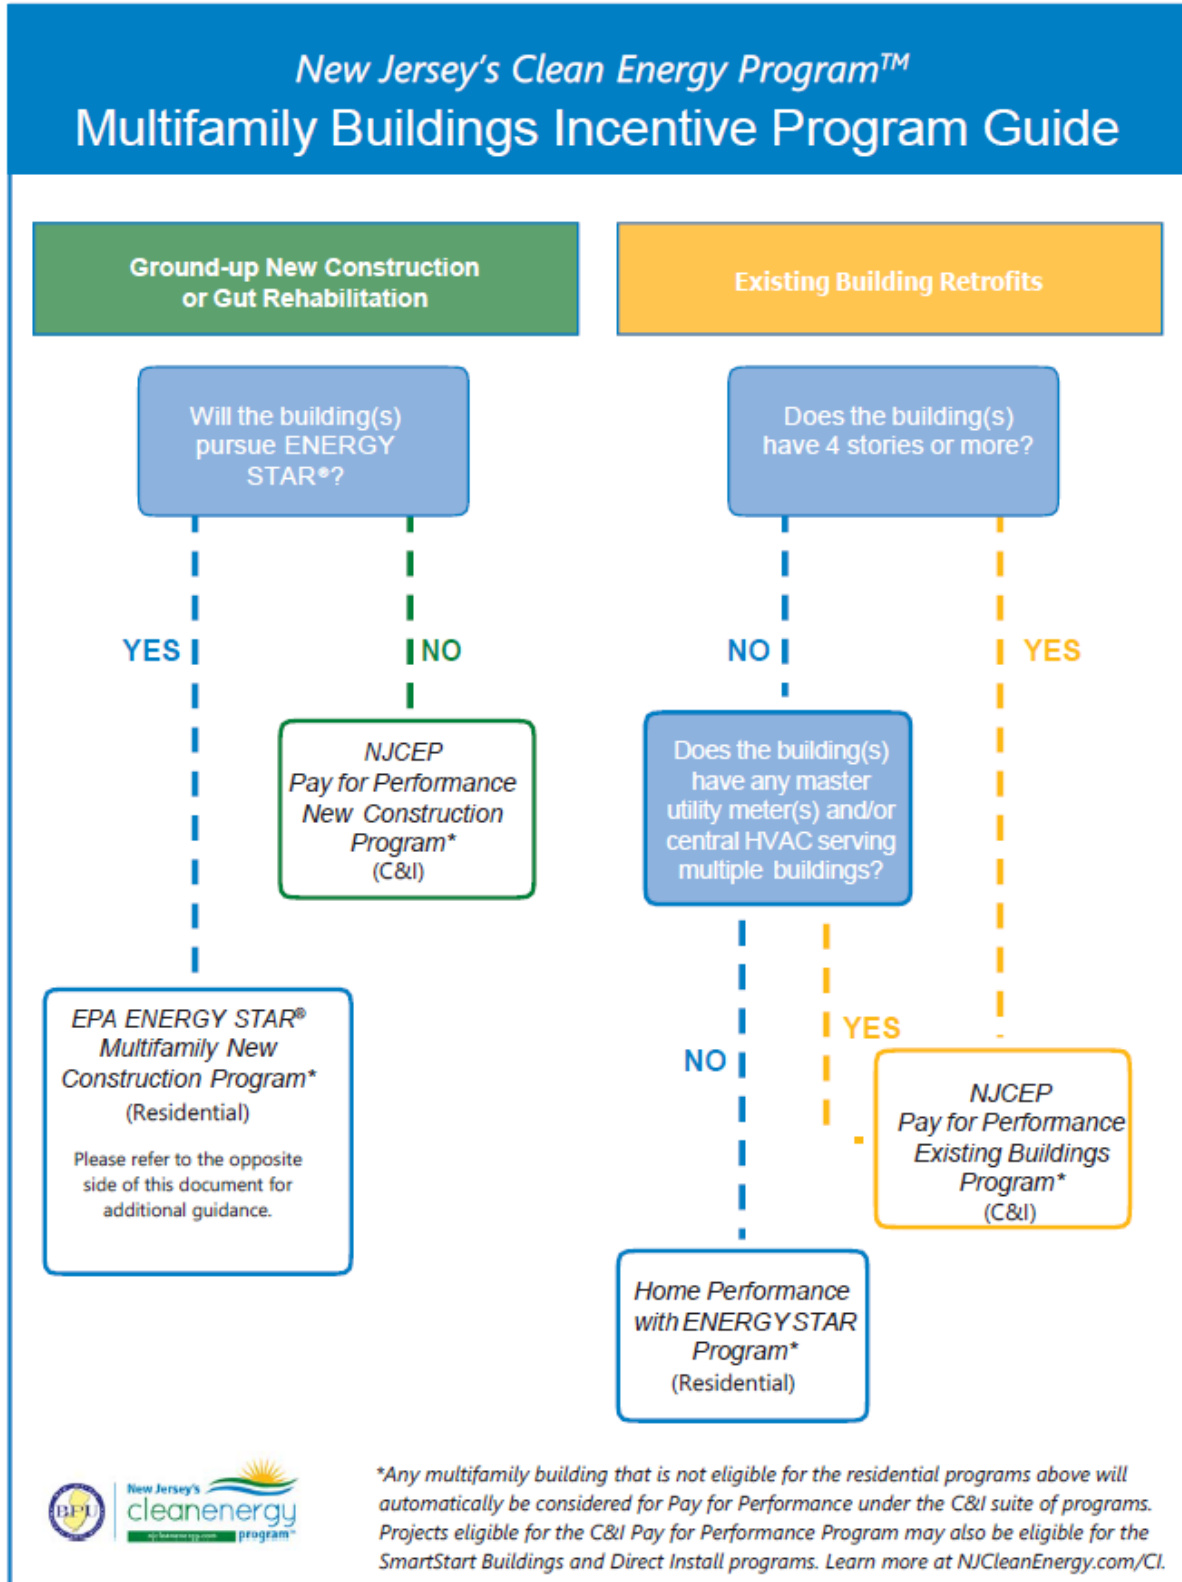 New Jersey's Clean Energy Program™
Multifamily Buildings Incentive Program Guide
Ground-up New Construction
or Gut Rehabilitation
Will the building(s)
pursue ENERGY
STAR®?
YES
NO
NJCEP
Pay for Performance
New Construction
Program*
(C&I)
EPA ENERGY STAR®
Multifamily New
Construction Program*
(Residential)
Please refer to the opposite
side of this document for
additional guidance.
Existing Building Retrofits
Does the building(s)
have 4 stories or more?
NO
YES
Does the building(s)
have any master
utility meter(s) and/or
central HVAC serving
multiple buildings?
NO
YES
NJCEP
Pay for Performance
Existing Buildings
Program*
(C&I)
Home Performance
with ENERGY STAR
Program*
(Residential)
BPU
New Jersey's
cleanenergy
njcleanenergy.com
program™
*Any multifamily building that is not eligible for the residential programs above will
automatically be considered for Pay for Performance under the C&I suite of programs.
Projects eligible for the C&I Pay for Performance Program may also be eligible for the
SmartStart Buildings and Direct Install programs. Learn more at NJCleanEnergy.com/CI.